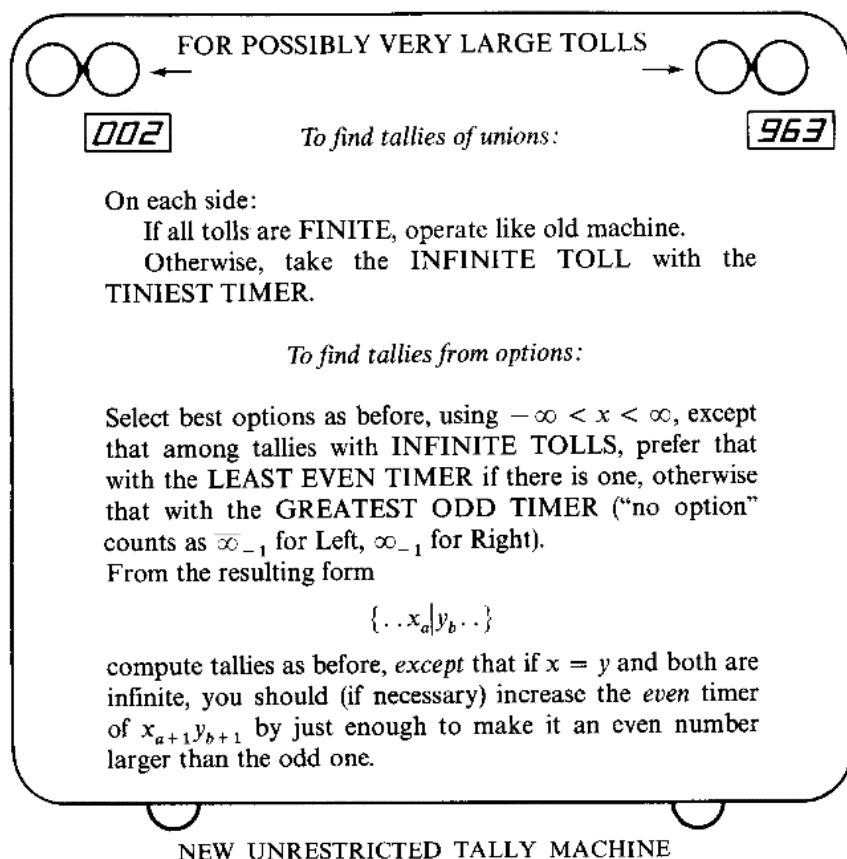 FOR POSSIBLY VERY LARGE TOLLS
002
963
To find tallies of unions:
On each side:
If all tolls are FINITE, operate like old machine.
Otherwise, take the INFINITE TOLL with the
TINIEST TIMER.
To find tallies from options:
Select best options as before, using −∞ < x < ∞, except
that among tallies with INFINITE TOLLS, prefer that
with the LEAST EVEN TIMER if there is one, otherwise
that with the GREATEST ODD TIMER (“no option”
counts as ∞̅₋₁ for Left, ∞₋₁ for Right).
From the resulting form
{. . xₐ|y_b . .}
compute tallies as before, except that if x = y and both are
infinite, you should (if necessary) increase the even timer
of x_{a+1}y_{b+1} by just enough to make it an even number
larger than the odd one.
NEW UNRESTRICTED TALLY MACHINE